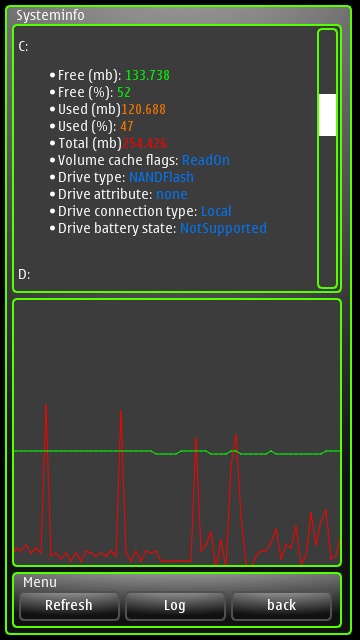 Systeminfo
C:
Free (mb): 133.738
Free (%): 52
Used (mb)120.688
Used (%): 47
Total (mb)254.426
Volume cache flags: ReadOn
Drive type: NANDFlash
Drive attribute: none
Drive connection type: Local
Drive battery state: NotSupported
D:
Menu
Refresh
Log
back